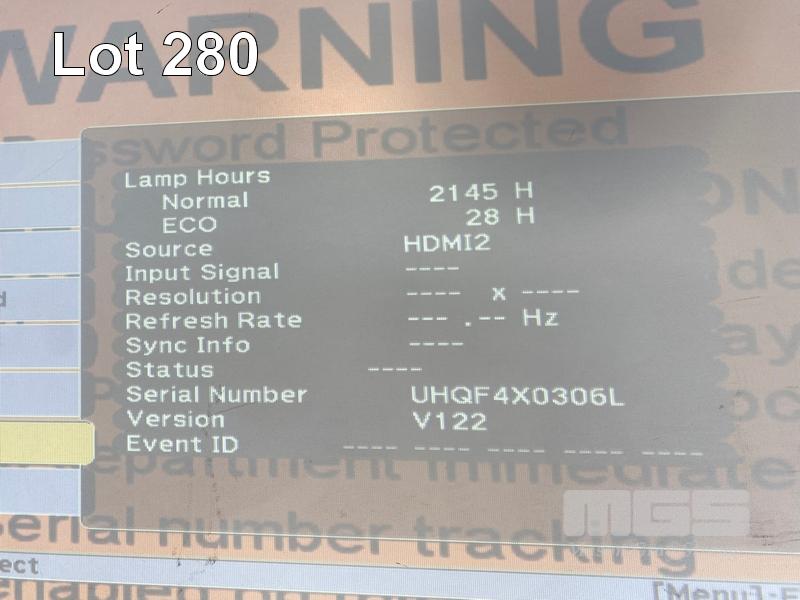 Lot 280
WARNING
Password Protected
Lamp Hours
Normal 2145 H
ECO 28 H
Source HDMI2
Input Signal ----
Resolution ---- x ----
Refresh Rate --- .-- Hz
Sync Info ----
Status ----
Serial Number UHQF4X0306L
Version V122
Event ID ---- ---- ---- ---- ----
Department immediate
serial number tracking
MGS
enabled
[Menu]